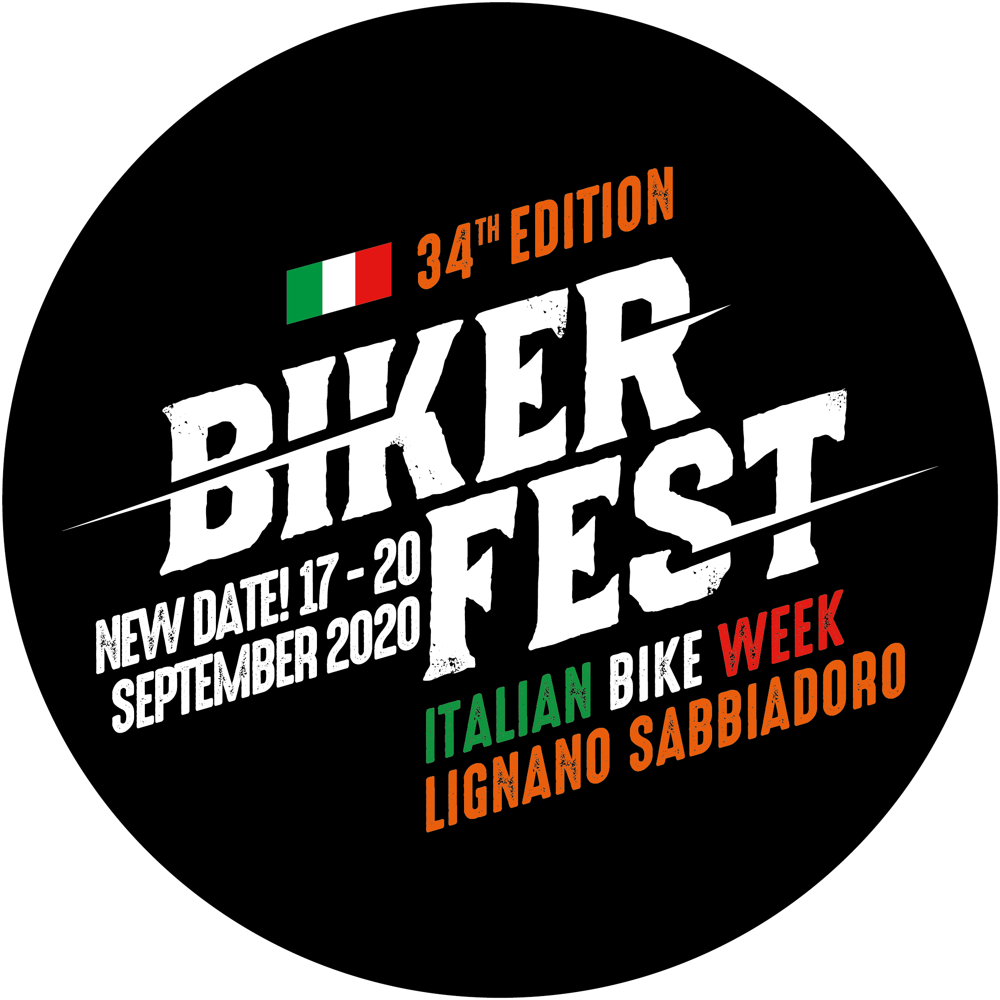 34TH EDITION
BIKER
FEST
NEW DATE! 17 - 20
SEPTEMBER 2020
ITALIAN BIKE WEEK
LIGNANO SABBIADORO